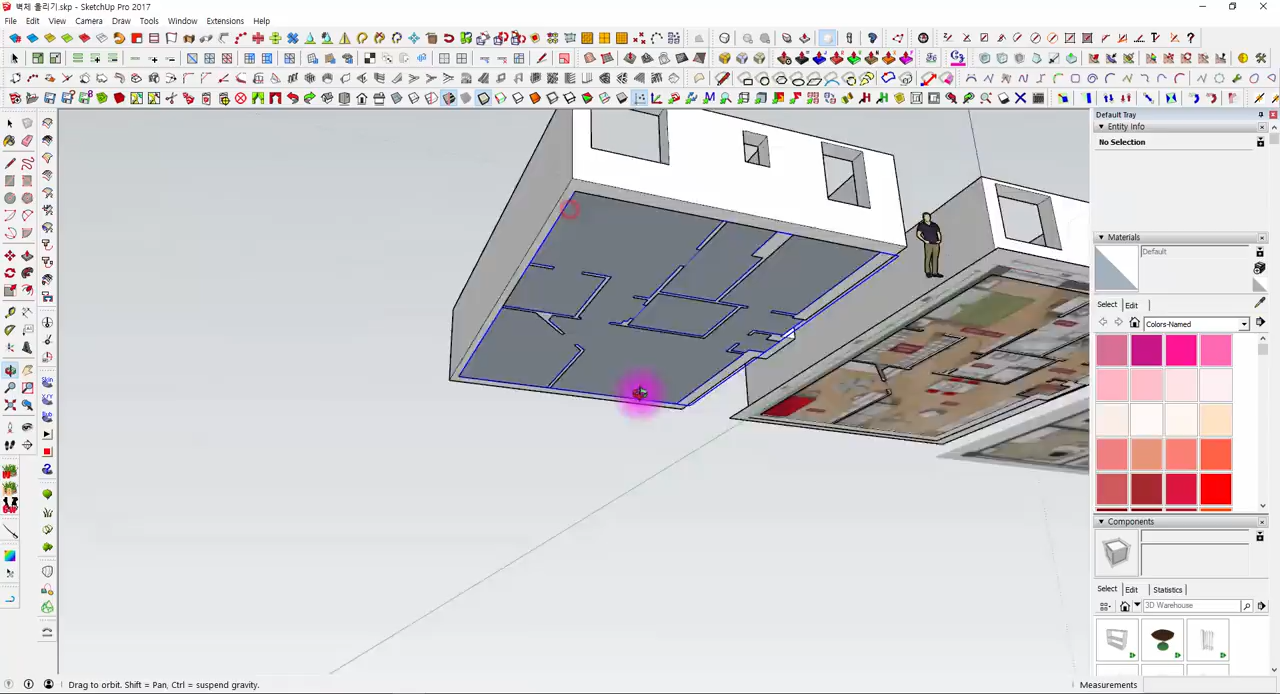 벽체 올리기.skp - SketchUp Pro 2017
File Edit View Camera Draw Tools Window Extensions Help
Default Tray
Entity Info
No Selection
Materials
Default
Select Edit
Colors-Named
Components
Select Edit Statistics
3D Warehouse
Drag to orbit. Shift = Pan, Ctrl = suspend gravity.
Measurements